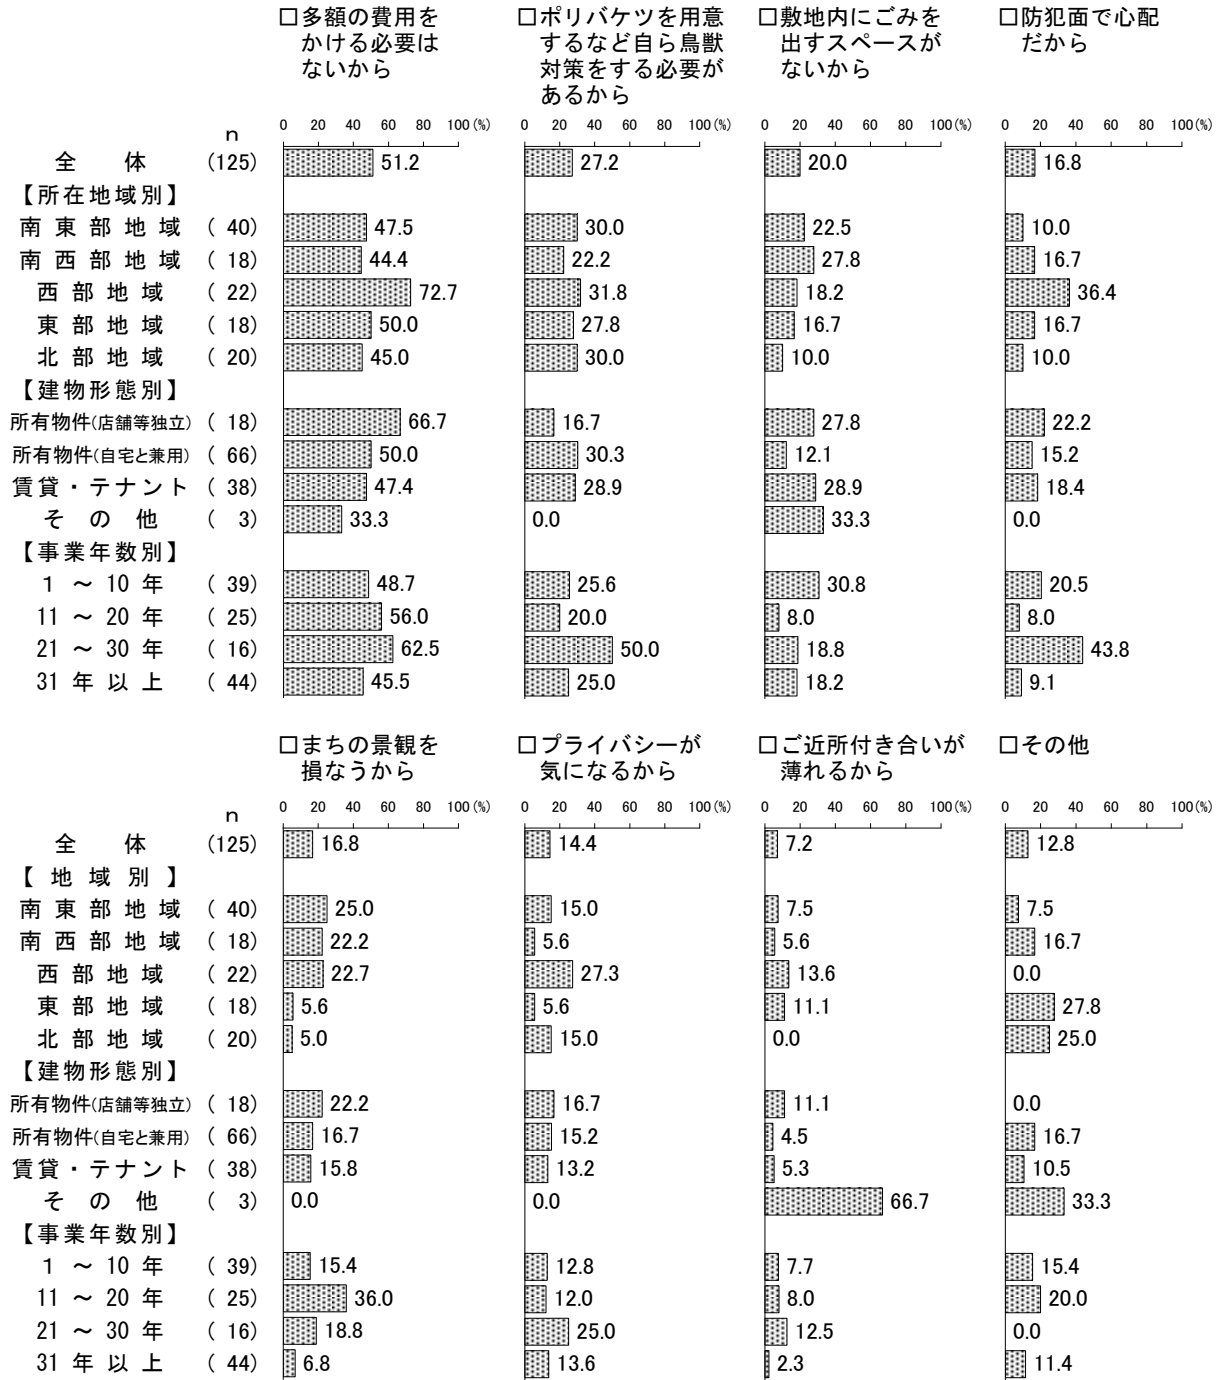 □多額の費用を
かける必要は
ないから
□ポリバケツを用意
するなど自ら鳥獣
対策をする必要が
あるから
□敷地内にごみを
出すスペースが
ないから
□防犯面で心配
だから
n 0 20 40 60 80 100(%) 0 20 40 60 80 100(%) 0 20 40 60 80 100(%) 0 20 40 60 80 100(%)
全 体 (125) 51.2 27.2 20.0 16.8
【所在地域別】
南東部地域 ( 40) 47.5 30.0 22.5 10.0
南西部地域 ( 18) 44.4 22.2 27.8 16.7
西部地域 ( 22) 72.7 31.8 18.2 36.4
東部地域 ( 18) 50.0 27.8 16.7 16.7
北部地域 ( 20) 45.0 30.0 10.0 10.0
【建物形態別】
所有物件(店舗等独立) ( 18) 66.7 16.7 27.8 22.2
所有物件(自宅と兼用) ( 66) 50.0 30.3 12.1 15.2
賃貸・テナント ( 38) 47.4 28.9 28.9 18.4
その他 ( 3) 33.3 0.0 33.3 0.0
【事業年数別】
1 ～ 10 年 ( 39) 48.7 25.6 30.8 20.5
11 ～ 20 年 ( 25) 56.0 20.0 8.0 8.0
21 ～ 30 年 ( 16) 62.5 50.0 18.8 43.8
31 年以上 ( 44) 45.5 25.0 18.2 9.1
□まちの景観を
損なうから
□プライバシーが
気になるから
□ご近所付き合いが
薄れるから
□その他
n 0 20 40 60 80 100(%) 0 20 40 60 80 100(%) 0 20 40 60 80 100(%) 0 20 40 60 80 100(%)
全 体 (125) 16.8 14.4 7.2 12.8
【地域別】
南東部地域 ( 40) 25.0 15.0 7.5 7.5
南西部地域 ( 18) 22.2 5.6 5.6 16.7
西部地域 ( 22) 22.7 27.3 13.6 0.0
東部地域 ( 18) 5.6 5.6 11.1 27.8
北部地域 ( 20) 5.0 15.0 0.0 25.0
【建物形態別】
所有物件(店舗等独立) ( 18) 22.2 16.7 11.1 0.0
所有物件(自宅と兼用) ( 66) 16.7 15.2 4.5 16.7
賃貸・テナント ( 38) 15.8 13.2 5.3 10.5
その他 ( 3) 0.0 0.0 66.7 33.3
【事業年数別】
1 ～ 10 年 ( 39) 15.4 12.8 7.7 15.4
11 ～ 20 年 ( 25) 36.0 12.0 8.0 20.0
21 ～ 30 年 ( 16) 18.8 25.0 12.5 0.0
31 年以上 ( 44) 6.8 13.6 2.3 11.4